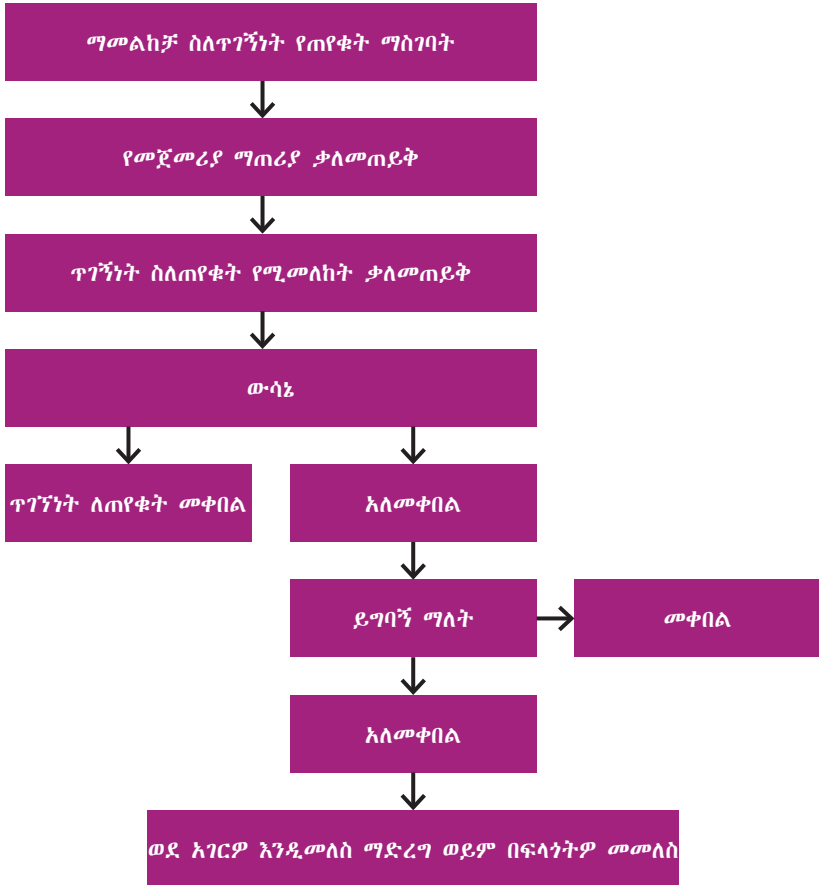 ማመልከቻ ስለጥገኝነት የጠየቁት ማስገባት
የመጀመሪያ ማጠሪያ ቃለመጠይቅ
ጥገኝነት ስለጠየቁት የሚመለከት ቃለመጠይቅ
ውሳኔ
ጥገኘነት ለጠየቁት መቀበል
አለመቀበል
ይግባኝ ማለት
መቀበል
አለመቀበል
ወደ አገርዎ እንዲመለስ ማድረግ ወይም በፍላጎትዎ መመለስ